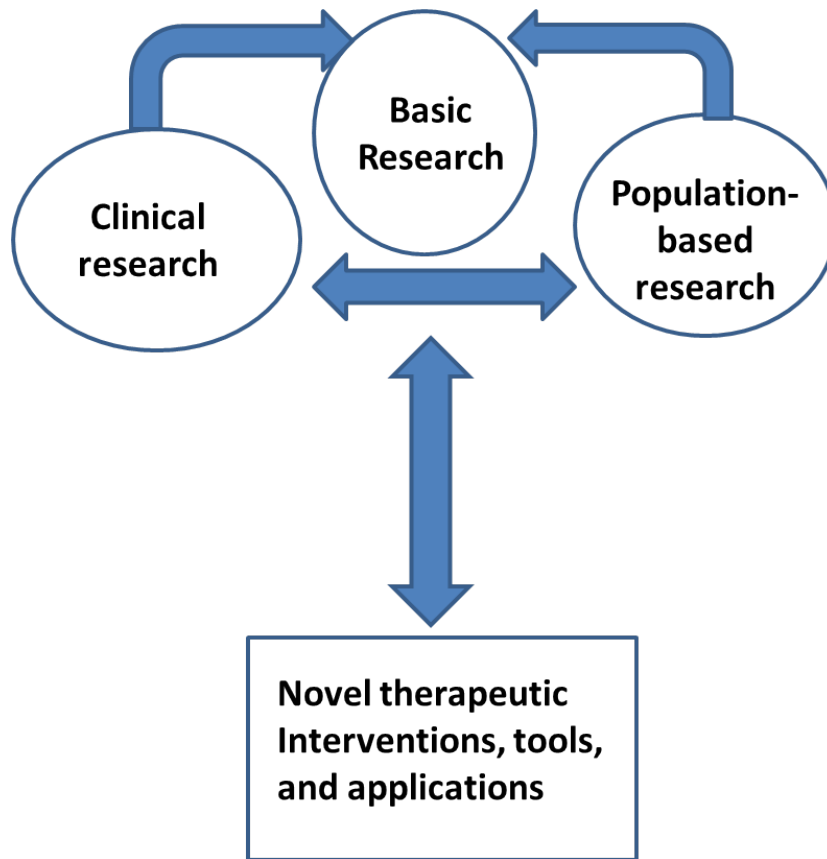 Basic
Research
Clinical
research
Population-
based
research
Novel therapeutic
Interventions, tools,
and applications